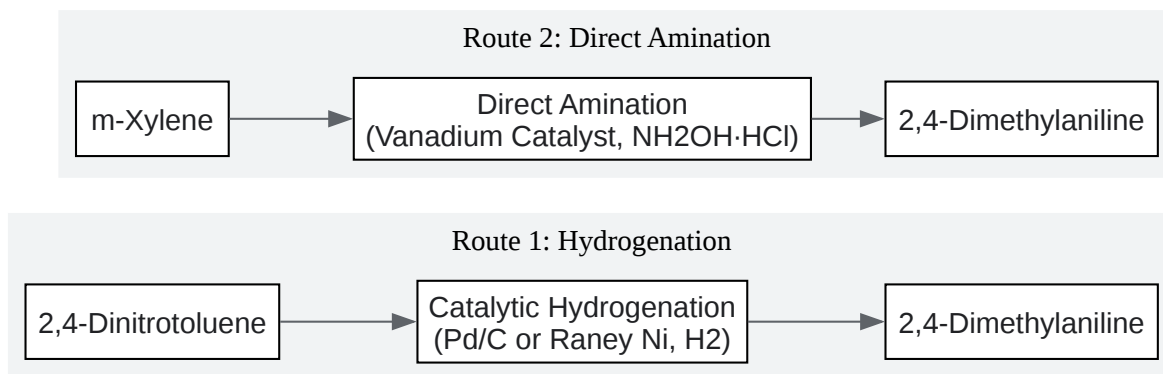 Route 2: Direct Amination
m-Xylene
Direct Amination
(Vanadium Catalyst, NH2OH·HCl)
2,4-Dimethylaniline
Route 1: Hydrogenation
2,4-Dinitrotoluene
Catalytic Hydrogenation
(Pd/C or Raney Ni, H2)
2,4-Dimethylaniline